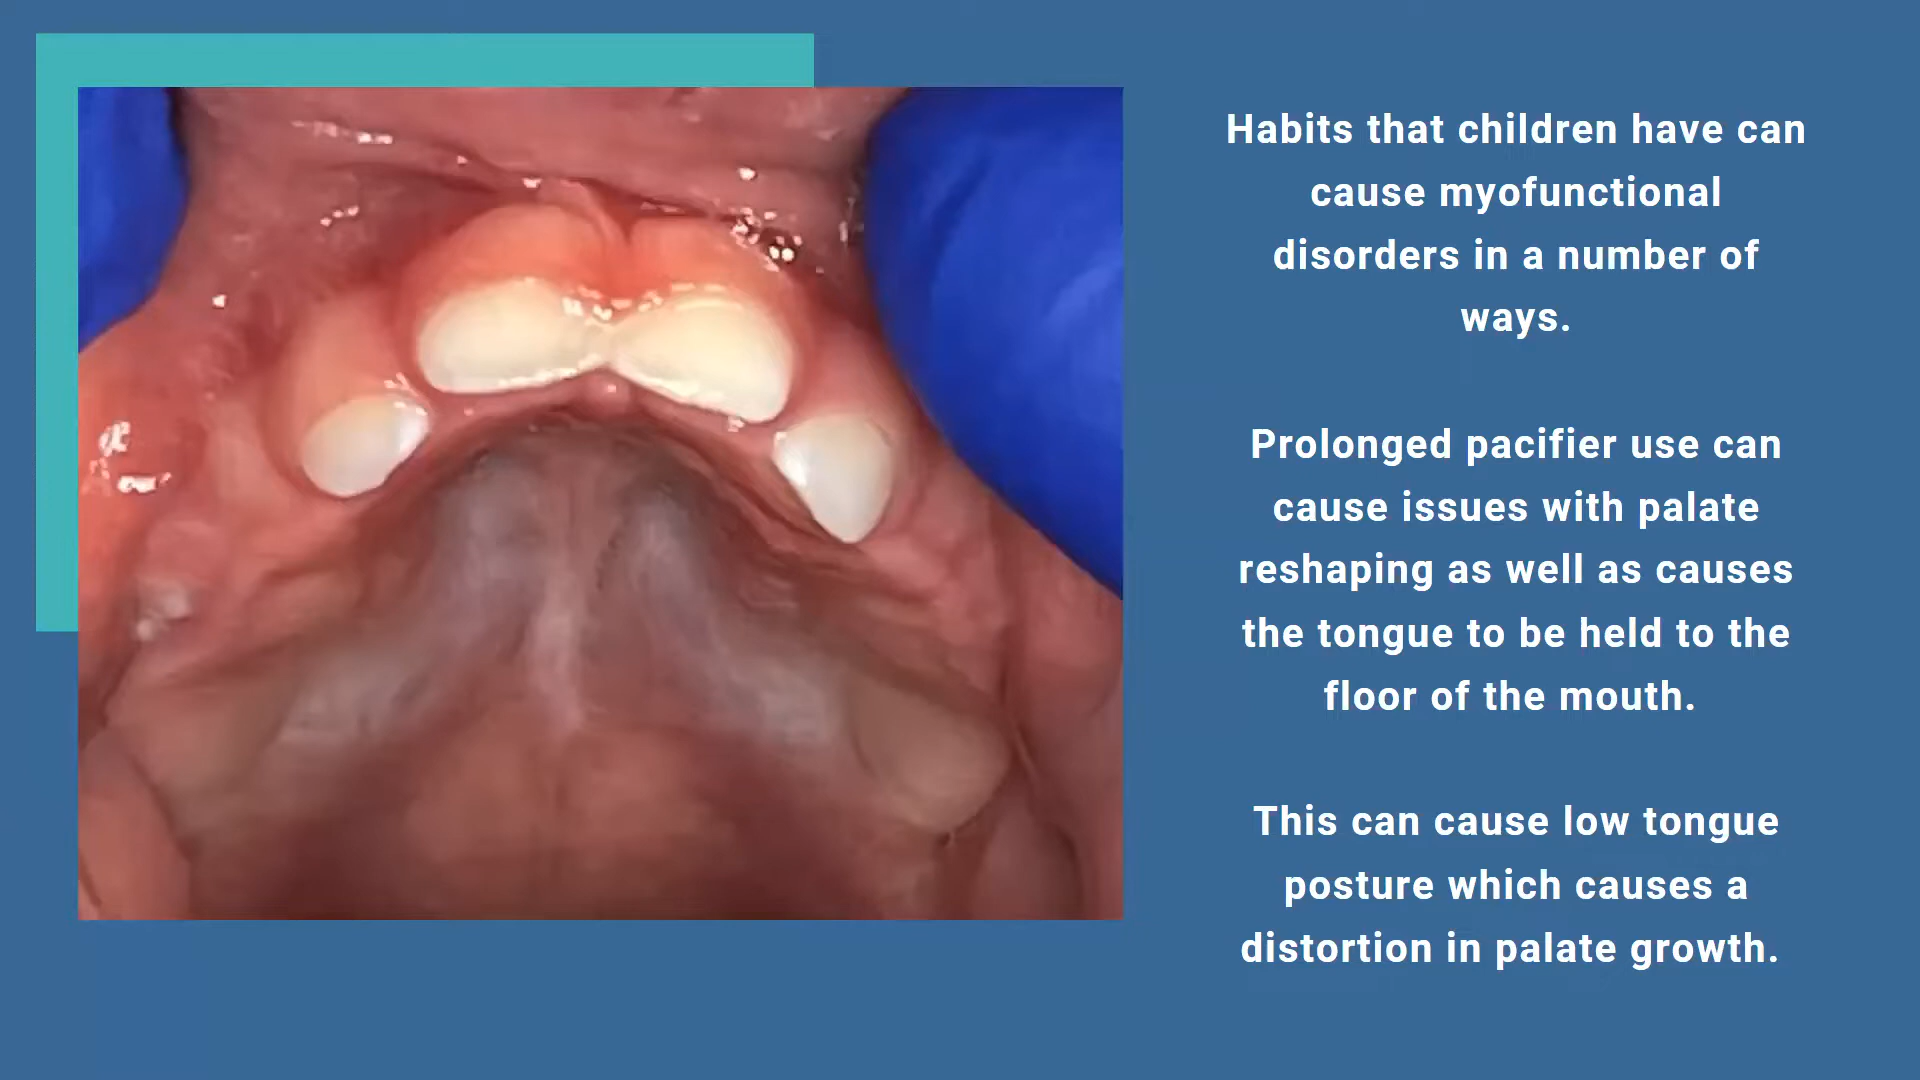 Habits that children have can
cause myofunctional
disorders in a number of
ways.
Prolonged pacifier use can
cause issues with palate
reshaping as well as causes
the tongue to be held to the
floor of the mouth.
This can cause low tongue
posture which causes a
distortion in palate growth.